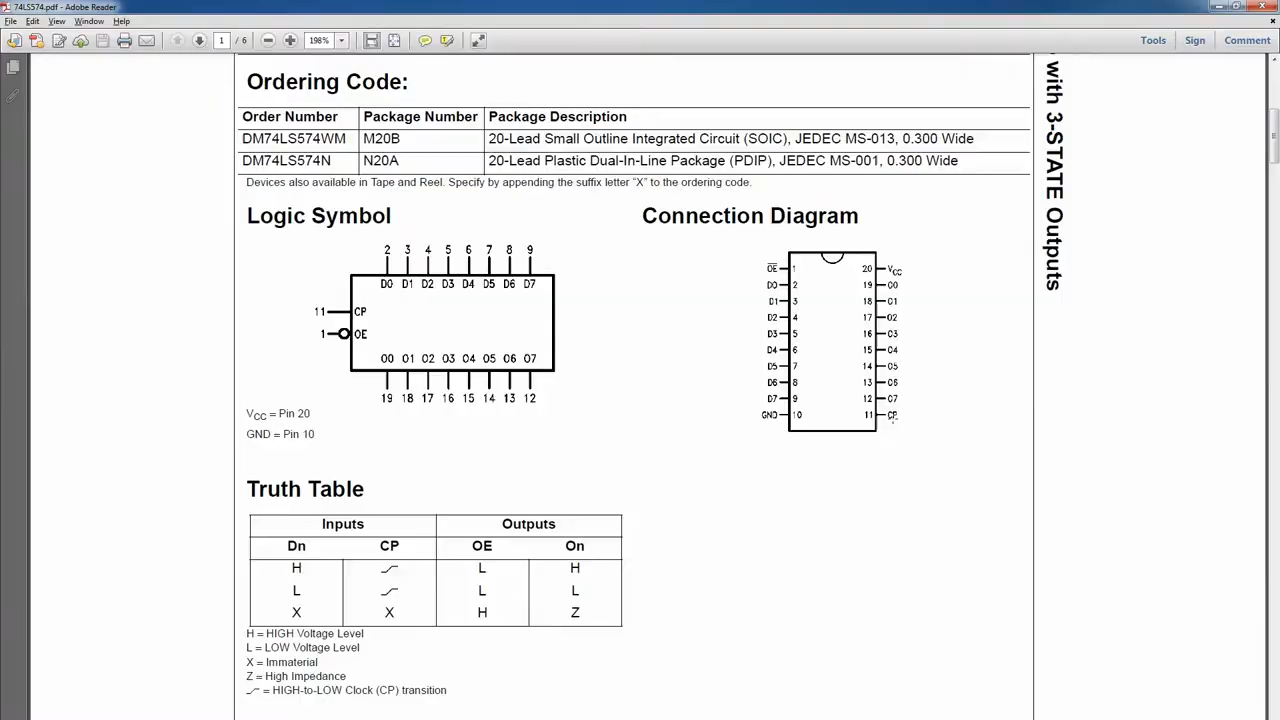 74LS574.pdf - Adobe Reader
File Edit View Window Help
1 / 6 198% Tools Sign Comment
with 3-STATE Outputs
Ordering Code:
Order Number Package Number Package Description
DM74LS574WM M20B 20-Lead Small Outline Integrated Circuit (SOIC), JEDEC MS-013, 0.300 Wide
DM74LS574N N20A 20-Lead Plastic Dual-In-Line Package (PDIP), JEDEC MS-001, 0.300 Wide
Devices also available in Tape and Reel. Specify by appending the suffix letter “X” to the ordering code.
Logic Symbol
2 3 4 5 6 7 8 9
D0 D1 D2 D3 D4 D5 D6 D7
11 CP
1 OE
O0 O1 O2 O3 O4 O5 O6 O7
19 18 17 16 15 14 13 12
VCC = Pin 20
GND = Pin 10
Connection Diagram
OE 1 20 VCC
D0 2 19 O0
D1 3 18 O1
D2 4 17 O2
D3 5 16 O3
D4 6 15 O4
D5 7 14 O5
D6 8 13 O6
D7 9 12 O7
GND 10 11 CP
Truth Table
Inputs Outputs
Dn CP OE On
H L H
L L L
X X H Z
H = HIGH Voltage Level
L = LOW Voltage Level
X = Immaterial
Z = High Impedance
= HIGH-to-LOW Clock (CP) transition